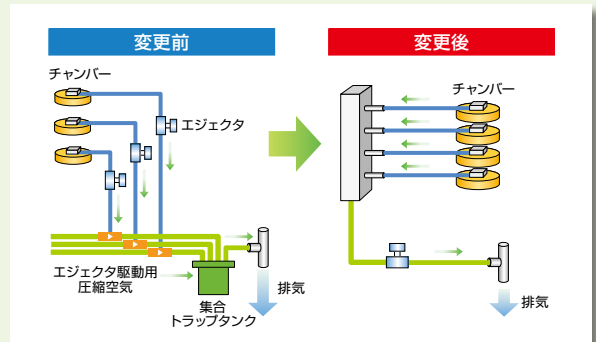 変更前
チャンバー
エジェクタ
エジェクタ駆動用
圧縮空気
集合
トラップタンク
排気
変更後
チャンバー
排気